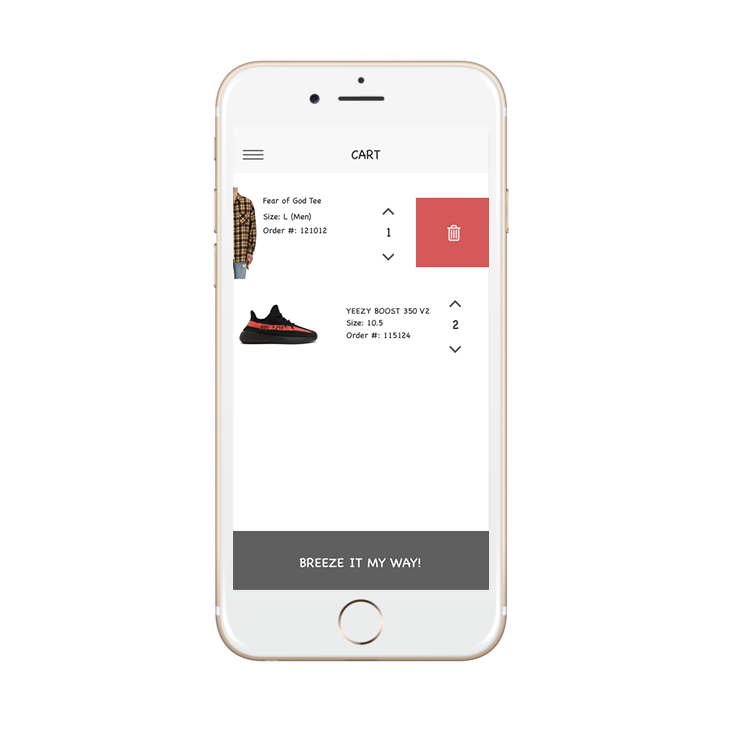 CART
Fear of God Tee
Size: L (Men)
Order #: 121012
1
YEEZY BOOST 350 V2
Size: 10.5
Order #: 115124
2
BREEZE IT MY WAY!